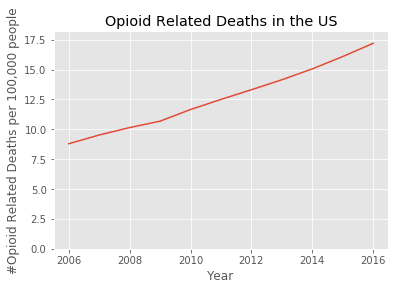 Opioid Related Deaths in the US
#Opioid Related Deaths per 100,000 people
17.5
15.0
12.5
10.0
7.5
5.0
2.5
0.0
2006 2008 2010 2012 2014 2016
Year